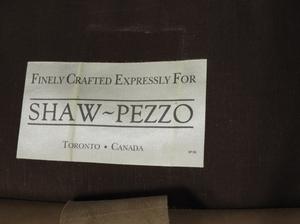 FINELY CRAFTED EXPRESSLY FOR
SHAW~PEZZO
TORONTO • CANADA